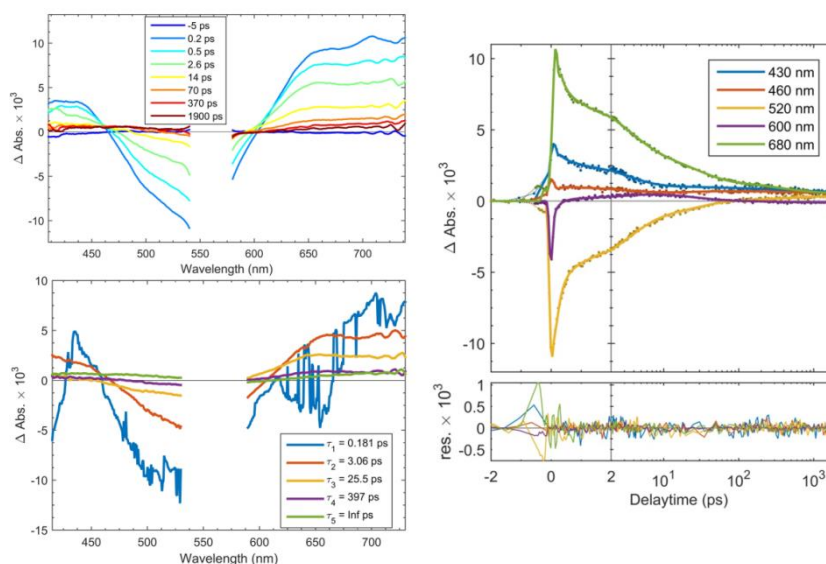 -5 ps
0.2 ps
0.5 ps
2.6 ps
14 ps
70 ps
370 ps
1900 ps
10
5
0
-5
-10
Δ Abs. × 10³
450 500 550 600 650 700
Wavelength (nm)
10
5
0
-5
-10
-15
Δ Abs. × 10³
τ₁ = 0.181 ps
τ₂ = 3.06 ps
τ₃ = 25.5 ps
τ₄ = 397 ps
τ₅ = Inf ps
450 500 550 600 650 700
Wavelength (nm)
430 nm
460 nm
520 nm
600 nm
680 nm
10
5
0
-5
-10
Δ Abs. × 10³
1
0.5
0
-0.5
res. × 10³
-2 0 2 10¹ 10² 10³
Delaytime (ps)